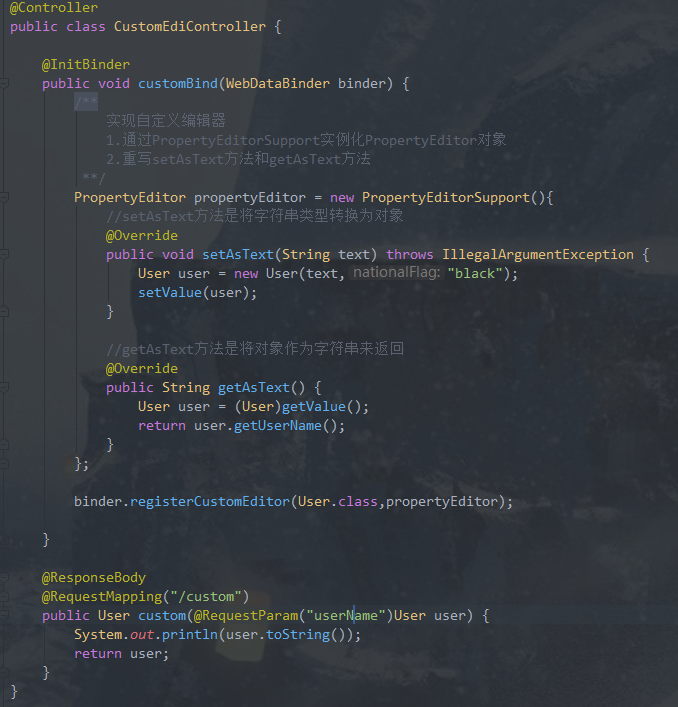 @Controller
public class CustomEdiController {
@InitBinder
public void customBind(WebDataBinder binder) {
/**
实现自定义编辑器
1.通过PropertyEditorSupport实例化PropertyEditor对象
2.重写setAsText方法和getAsText方法
**/
PropertyEditor propertyEditor = new PropertyEditorSupport(){
//setAsText方法是将字符串类型转换为对象
@Override
public void setAsText(String text) throws IllegalArgumentException {
User user = new User(text, nationalFlag: "black");
setValue(user);
}
//getAsText方法是将对象作为字符串来返回
@Override
public String getAsText() {
User user = (User)getValue();
return user.getUserName();
}
};
binder.registerCustomEditor(User.class,propertyEditor);
}
@ResponseBody
@RequestMapping("/custom")
public User custom(@RequestParam("userName")User user) {
System.out.println(user.toString());
return user;
}
}